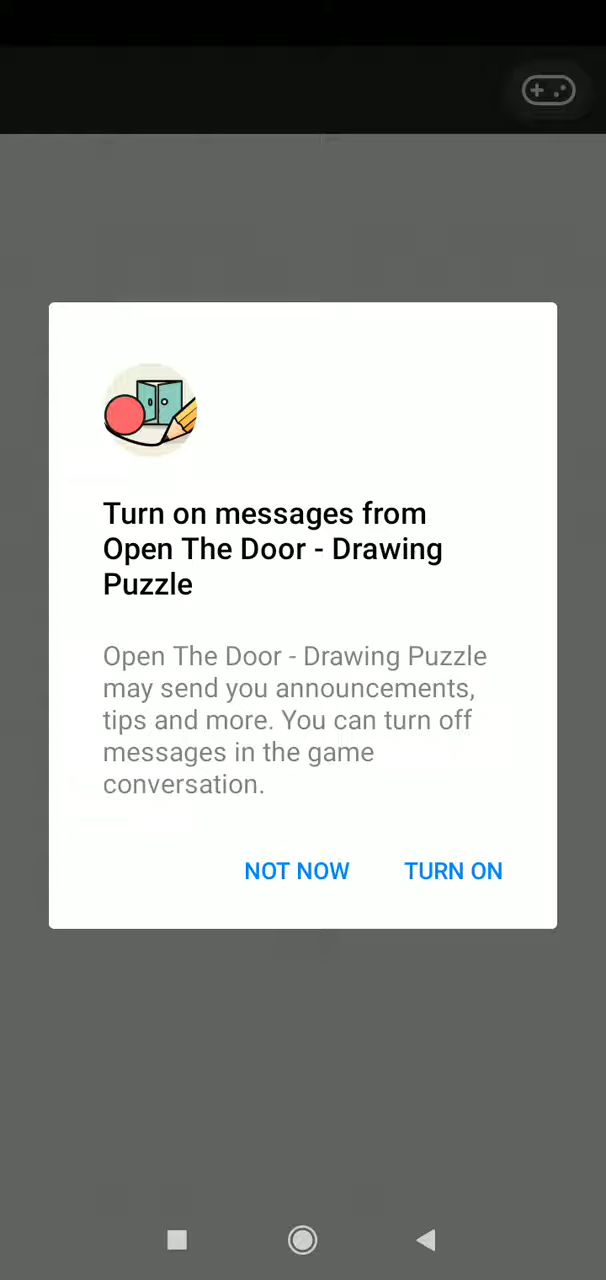 Turn on messages from
Open The Door - Drawing
Puzzle
Open The Door - Drawing Puzzle
may send you announcements,
tips and more. You can turn off
messages in the game
conversation.
NOT NOW TURN ON